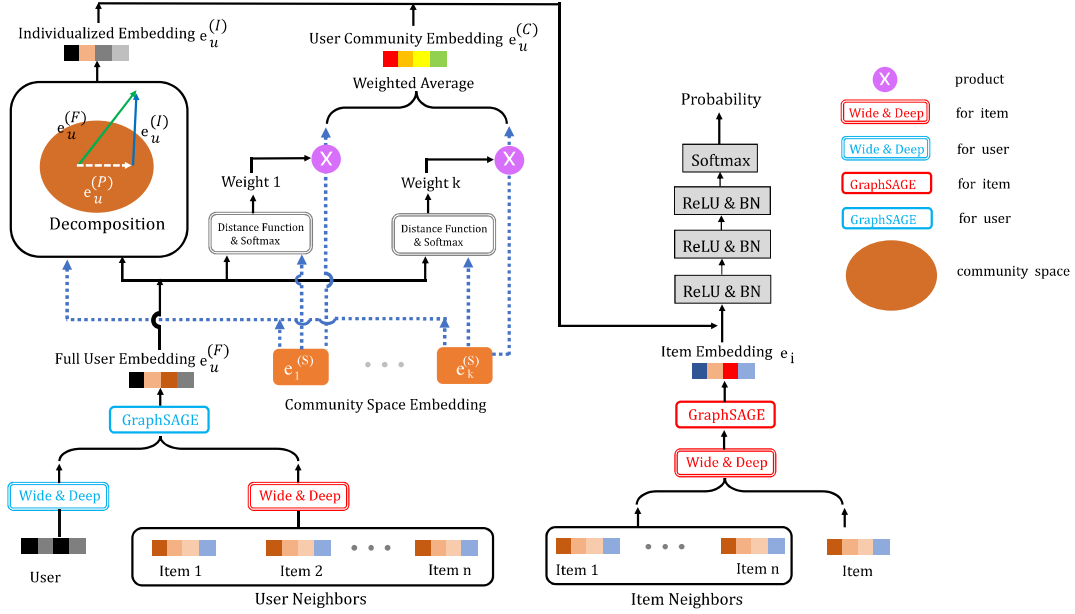 Individualized Embedding e_u^(I)
User Community Embedding e_u^(C)
Weighted Average
e_u^(F)
e_u^(I)
e_u^(P)
Decomposition
X
X
Weight 1
Weight k
Distance Function
& Softmax
Distance Function
& Softmax
Full User Embedding e_u^(F)
e_1^(S)
e_k^(S)
Community Space Embedding
GraphSAGE
Wide & Deep
Wide & Deep
User
Item 1
Item 2
Item n
User Neighbors
Probability
Softmax
ReLU & BN
ReLU & BN
ReLU & BN
Item Embedding e_i
GraphSAGE
Wide & Deep
Item 1
Item n
Item
Item Neighbors
X product
Wide & Deep for item
Wide & Deep for user
GraphSAGE for item
GraphSAGE for user
community space